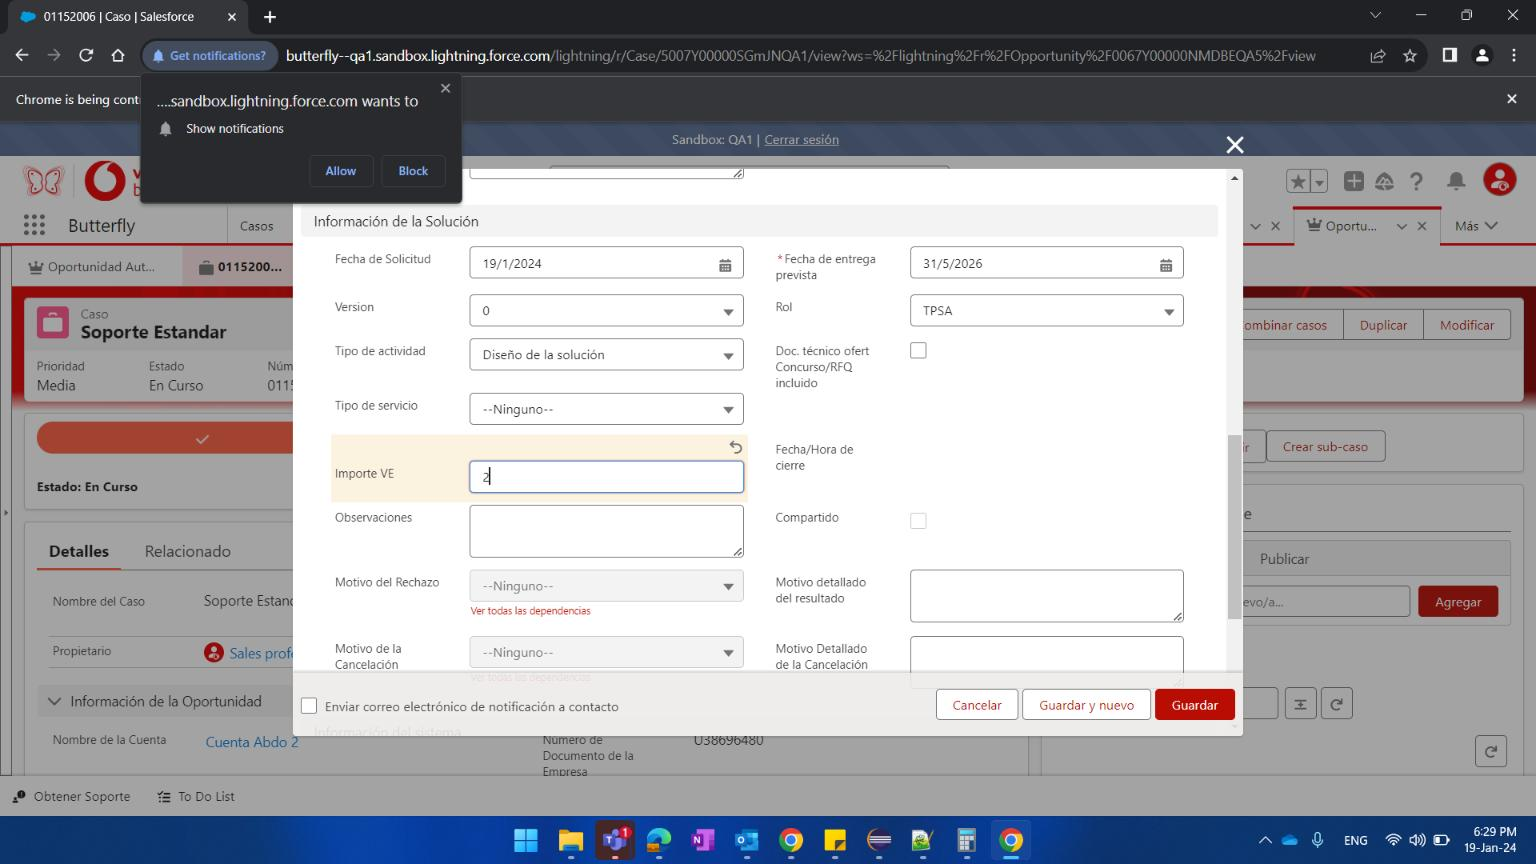 01152006 | Caso | Salesforce
Get notifications?
butterfly--qa1.sandbox.lightning.force.com/lightning/r/Case/5007Y00000SGmJNQA1/view?ws=%2Flightning%2Fr%2FOpportunity%2F0067Y00000NMDBEQA5%2Fview
Chrome is being
....sandbox.lightning.force.com wants to
Show notifications
Allow
Block
Sandbox: QA1 | Cerrar sesión
Butterfly
Casos
Oportu...
Más
Oportunidad Aut...
0115200...
Caso
Soporte Estandar
Combinar casos
Duplicar
Modificar
Prioridad
Estado
Media
En Curso
Crear sub-caso
Estado: En Curso
Detalles
Relacionado
Publicar
Nombre del Caso
Soporte
Agregar
Propietario
Sales
Información de la Oportunidad
Nombre de la Cuenta
Cuenta Abdo 2
Número de Documento de la Empresa
U38696480
Información de la Solución
Fecha de Solicitud
19/1/2024
*Fecha de entrega prevista
31/5/2026
Version
0
Rol
TPSA
Tipo de actividad
Diseño de la solución
Doc. técnico ofert Concurso/RFQ incluido
Tipo de servicio
--Ninguno--
Importe VE
2
Fecha/Hora de cierre
Observaciones
Compartido
Motivo del Rechazo
--Ninguno--
Ver todas las dependencias
Motivo detallado del resultado
Motivo de la Cancelación
--Ninguno--
Ver todas las dependencias
Motivo Detallado de la Cancelación
Información del sistema
Enviar correo electrónico de notificación a contacto
Cancelar
Guardar y nuevo
Guardar
Obtener Soporte
To Do List
1
ENG
6:29 PM
19-Jan-24